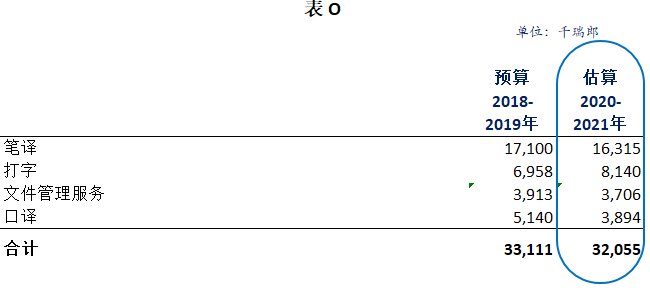 表 O
单位：千瑞郎
预算 估算
2018- 2020-
2019年 2021年
笔译 17,100 16,315
打字 6,958 8,140
文件管理服务 3,913 3,706
口译 5,140 3,894
合计 33,111 32,055